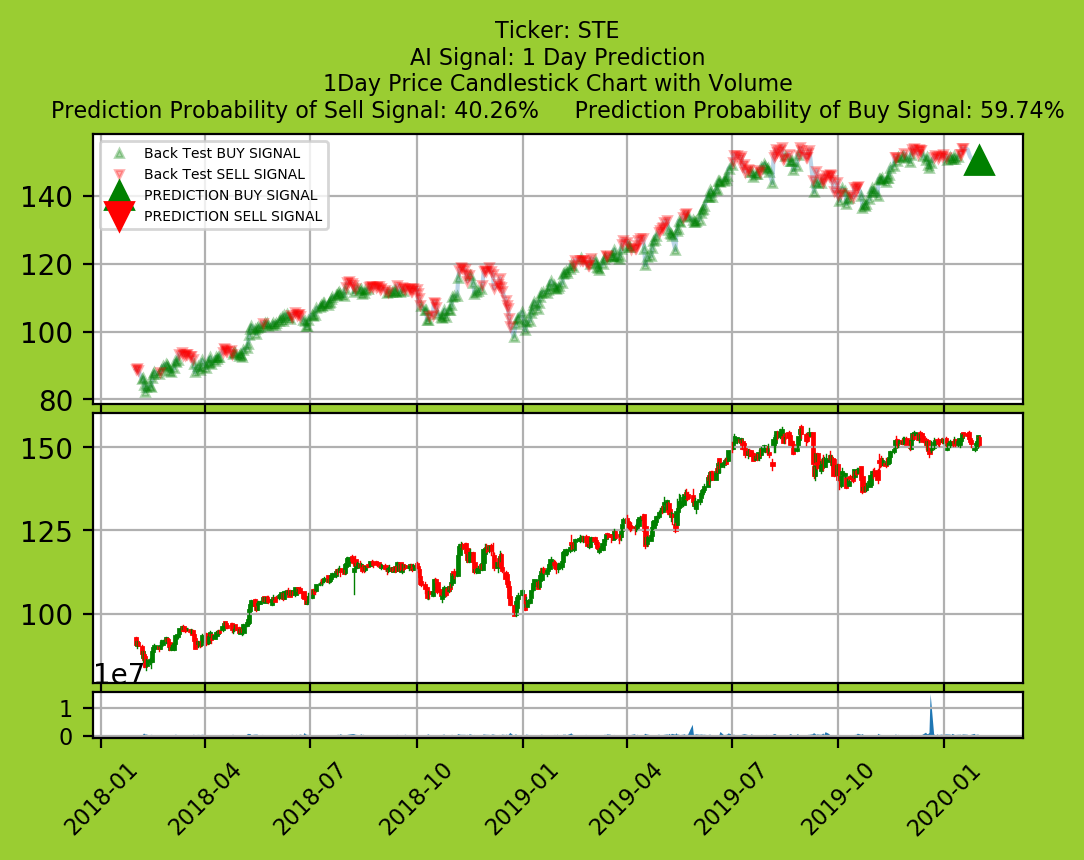 Ticker: STE
AI Signal: 1 Day Prediction
1Day Price Candlestick Chart with Volume
Prediction Probability of Sell Signal: 40.26% Prediction Probability of Buy Signal: 59.74%
Back Test BUY SIGNAL
Back Test SELL SIGNAL
PREDICTION BUY SIGNAL
PREDICTION SELL SIGNAL
140
120
100
80
150
125
100
1e7
1
0
2018-01
2018-04
2018-07
2018-10
2019-01
2019-04
2019-07
2019-10
2020-01